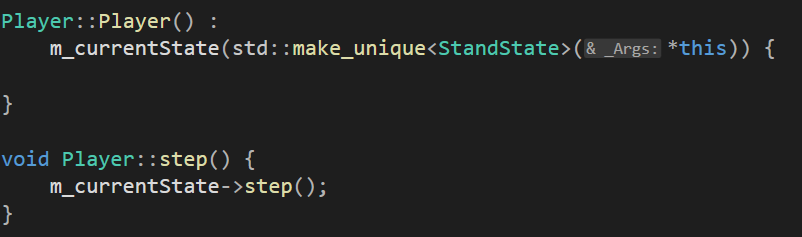 Player::Player() :
    m_currentState(std::make_unique<StandState>(& _Args: *this)) {

}

void Player::step() {
    m_currentState->step();
}